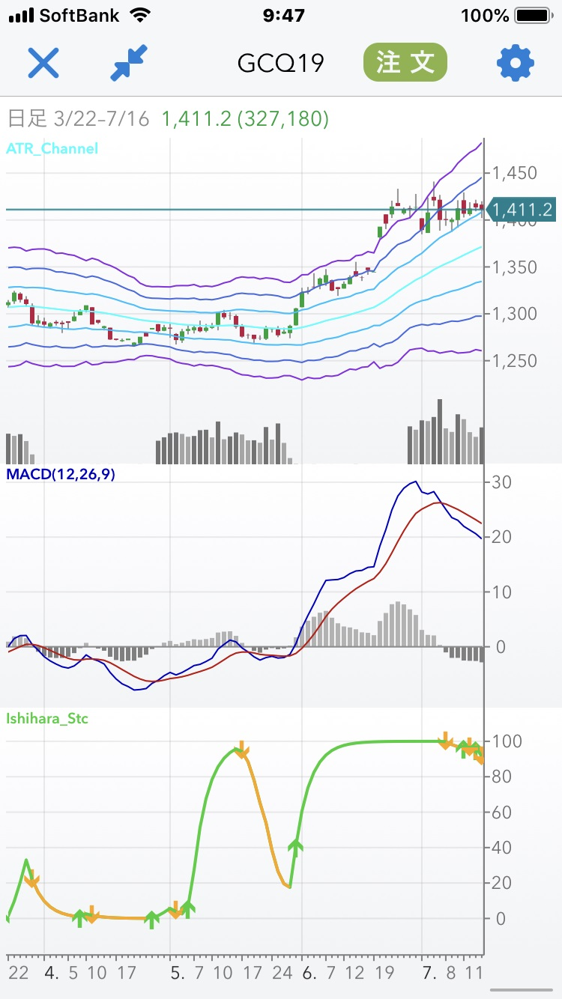 SoftBank 9:47 100%
GCQ19 注文
日足 3/22–7/16 1,411.2 (327,180)
ATR_Channel
1,450
1,411.2
1,400
1,350
1,300
1,250
MACD(12,26,9)
30
20
10
0
Ishihara_Stc
100
80
60
40
20
0
22 4. 5 10 17 5. 7 10 17 24 6. 7 12 19 7. 8 11